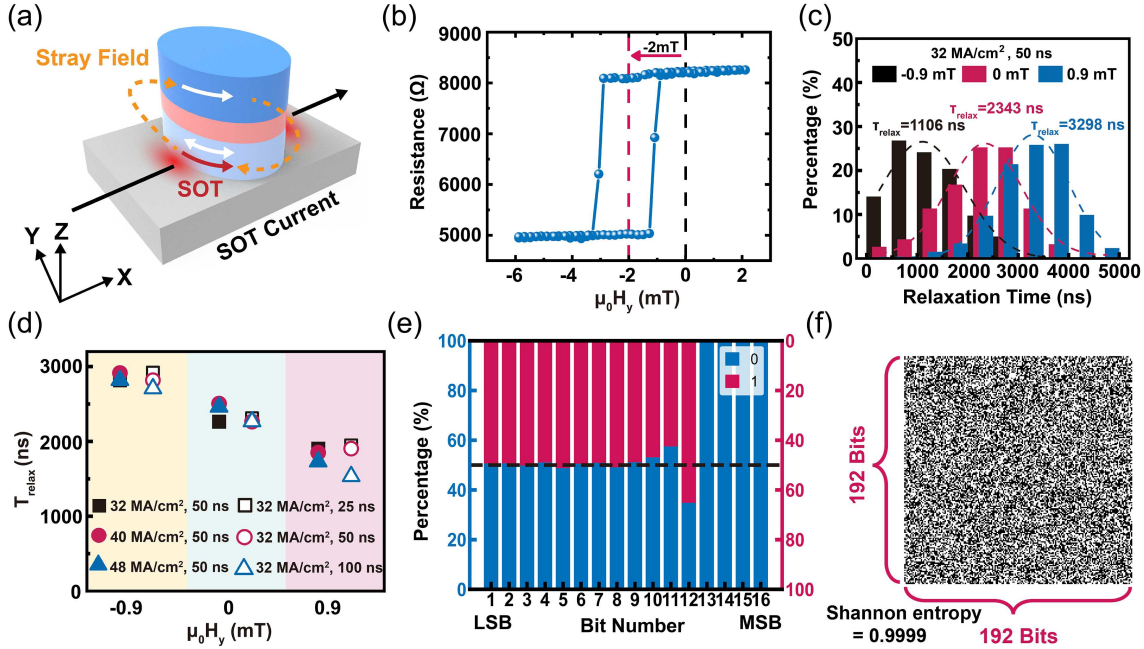 (a)
Stray Field
SOT
SOT Current
Y
Z
X
(b)
9000
8000
7000
6000
5000
Resistance (Ω)
-2mT
-6
-4
-2
0
2
μ₀Hy (mT)
(c)
50
40
30
20
10
0
Percentage (%)
32 MA/cm², 50 ns
-0.9 mT
0 mT
0.9 mT
τrelax=2343 ns
τrelax=1106 ns
τrelax=3298 ns
0
1000
2000
3000
4000
5000
Relaxation Time (ns)
(d)
3000
2000
1000
0
Τrelax (ns)
32 MA/cm², 50 ns
32 MA/cm², 25 ns
40 MA/cm², 50 ns
32 MA/cm², 50 ns
48 MA/cm², 50 ns
32 MA/cm², 100 ns
-0.9
0
0.9
μ₀Hy (mT)
(e)
100
80
60
40
20
0
Percentage (%)
0
1
0
20
40
60
80
100
1 2 3 4 5 6 7 8 9 10 11 12 13 14 15 16
LSB
Bit Number
MSB
(f)
192 Bits
192 Bits
Shannon entropy
= 0.9999